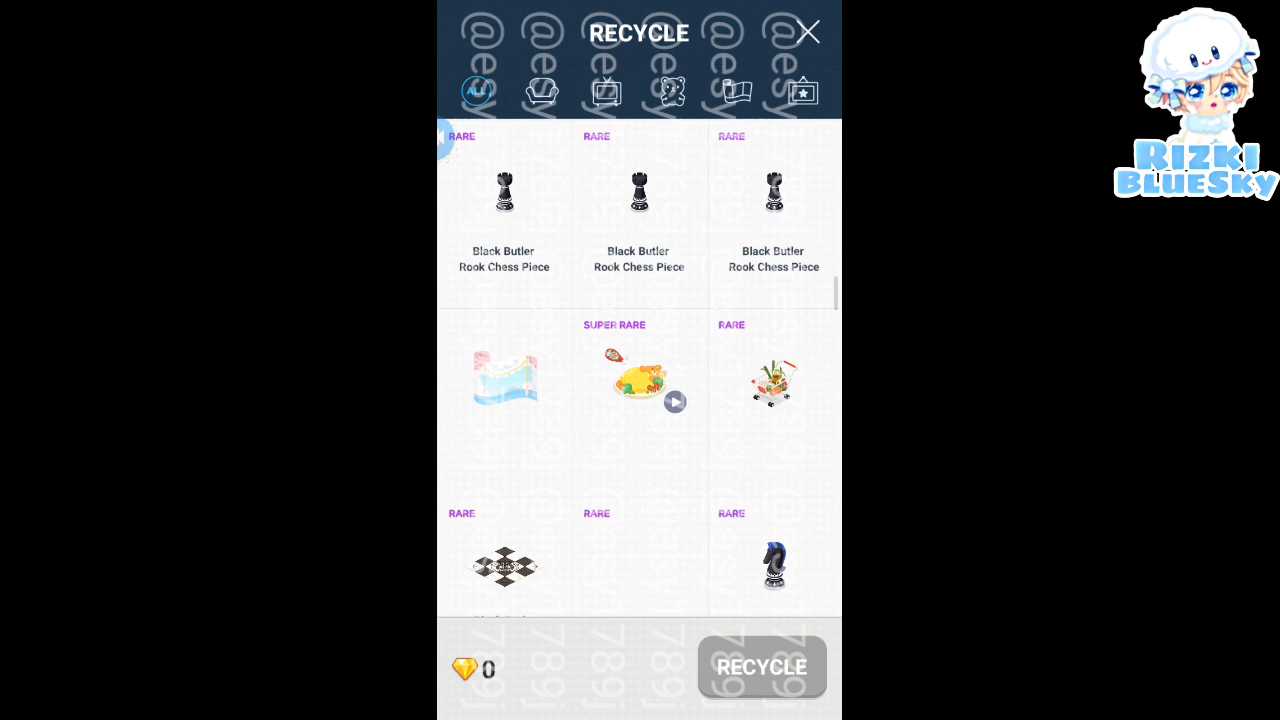 RECYCLE
ALL
RARE
RARE
RARE
Black Butler
Rook Chess Piece
Black Butler
Rook Chess Piece
Black Butler
Rook Chess Piece
SUPER RARE
RARE
RARE
RARE
RARE
0
RECYCLE
RIZKI
BLUESKY